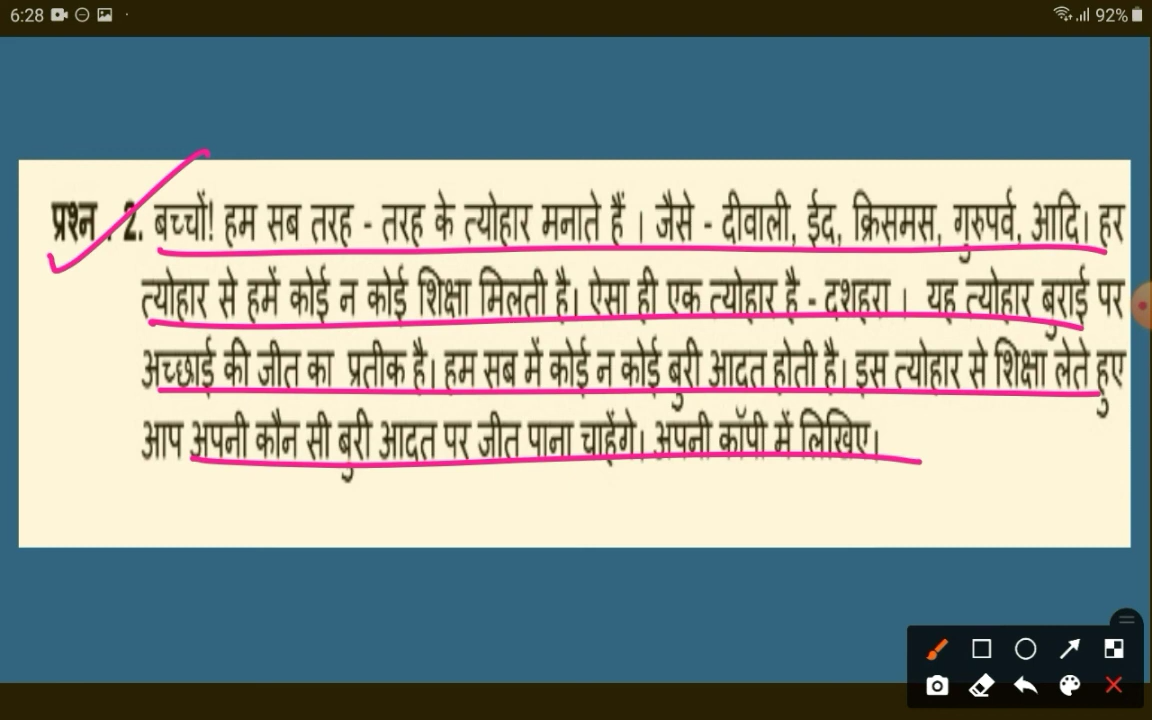 6:28
92%
प्रश्न . 2. बच्चों! हम सब तरह - तरह के त्योहार मनाते हैं । जैसे - दीवाली, ईद, क्रिसमस, गुरुपर्व, आदि। हर
त्योहार से हमें कोई न कोई शिक्षा मिलती है। ऐसा ही एक त्योहार है - दशहरा । यह त्योहार बुराई पर
अच्छाई की जीत का प्रतीक है। हम सब में कोई न कोई बुरी आदत होती है। इस त्योहार से शिक्षा लेते हुए
आप अपनी कौन सी बुरी आदत पर जीत पाना चाहेंगे। अपनी कॉपी में लिखिए।